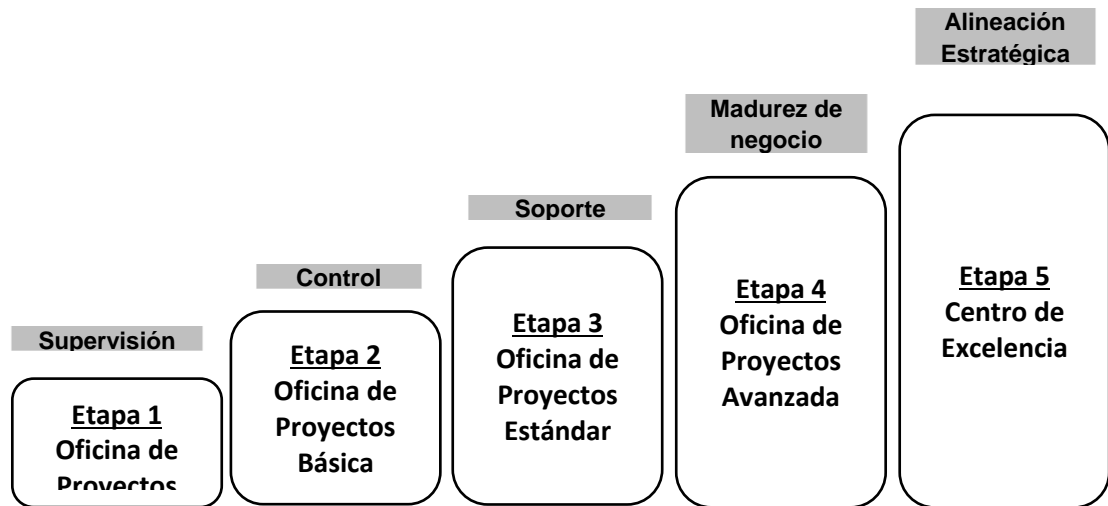 Alineación
Estratégica
Madurez de
negocio
Soporte
Control
Supervisión
Etapa 1
Oficina de
Proyectos
Etapa 2
Oficina de
Proyectos
Básica
Etapa 3
Oficina de
Proyectos
Estándar
Etapa 4
Oficina de
Proyectos
Avanzada
Etapa 5
Centro de
Excelencia